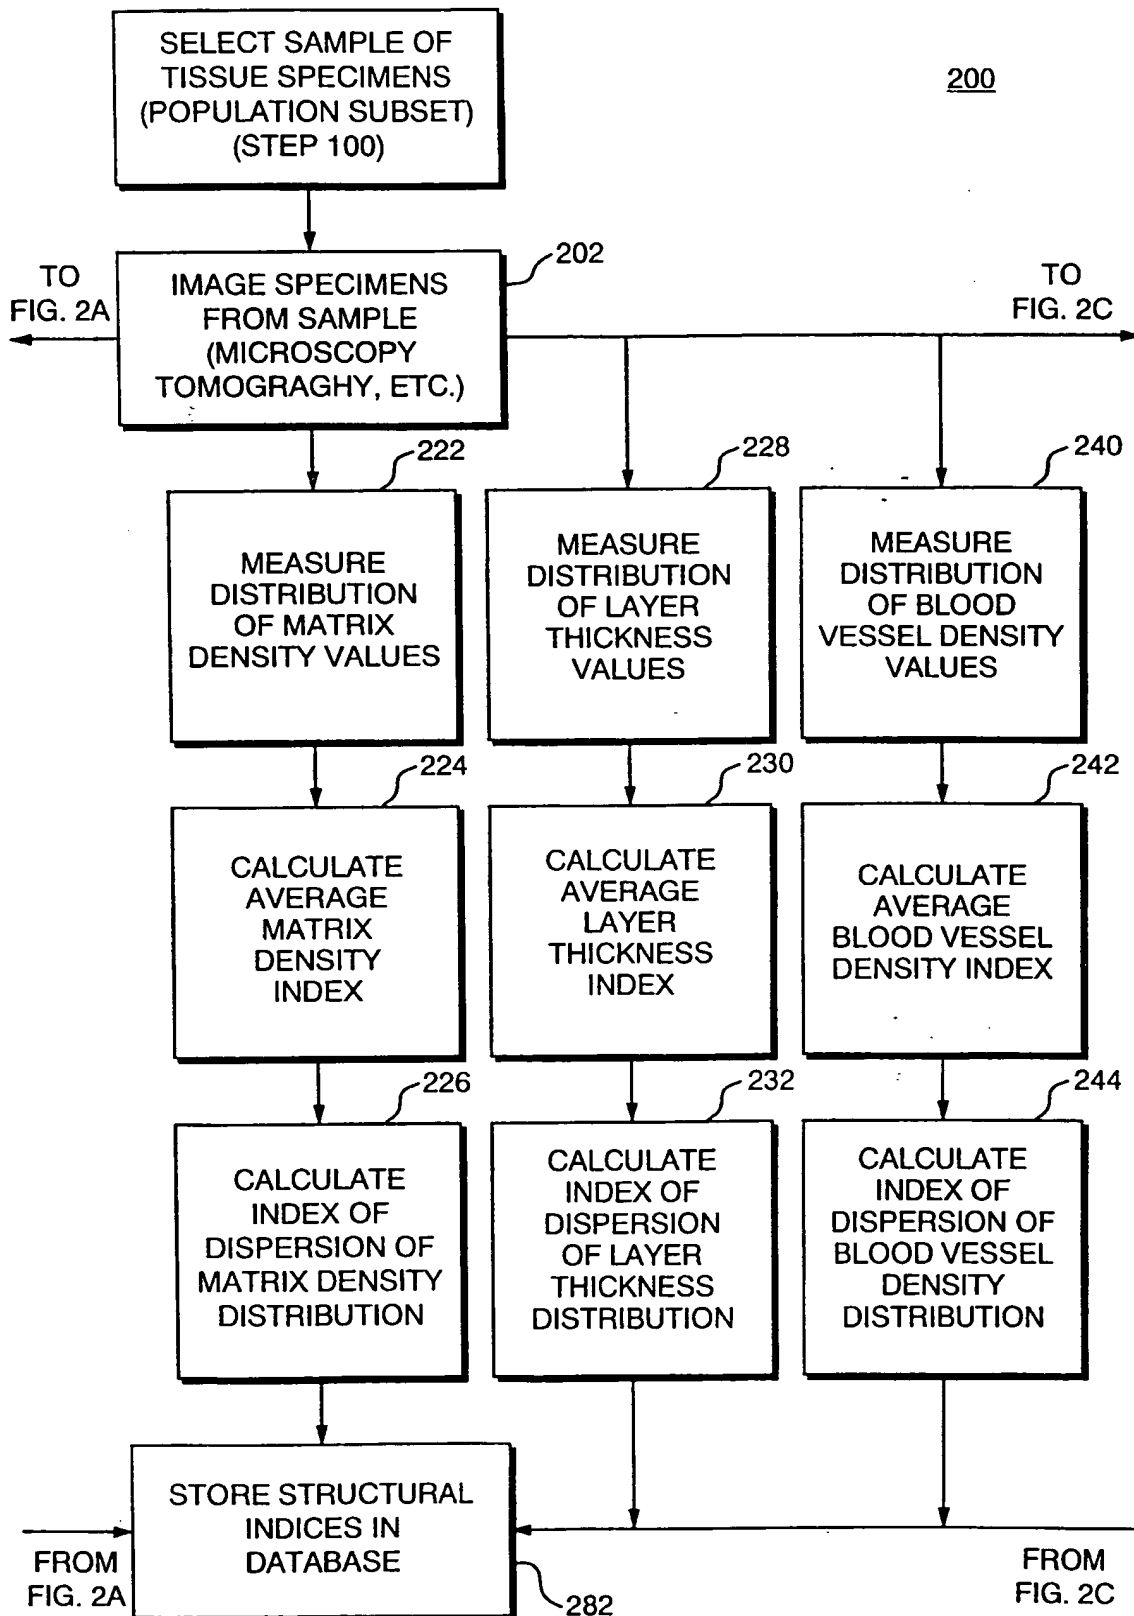 SELECT SAMPLE OF
TISSUE SPECIMENS
(POPULATION SUBSET)
(STEP 100)
200
202
TO
FIG. 2A
IMAGE SPECIMENS
FROM SAMPLE
(MICROSCOPY
TOMOGRAGHY, ETC.)
TO
FIG. 2C
222
228
240
MEASURE
DISTRIBUTION
OF MATRIX
DENSITY VALUES
MEASURE
DISTRIBUTION
OF LAYER
THICKNESS
VALUES
MEASURE
DISTRIBUTION
OF BLOOD
VESSEL DENSITY
VALUES
224
230
242
CALCULATE
AVERAGE
MATRIX
DENSITY
INDEX
CALCULATE
AVERAGE
LAYER
THICKNESS
INDEX
CALCULATE
AVERAGE
BLOOD VESSEL
DENSITY INDEX
226
232
244
CALCULATE
INDEX OF
DISPERSION OF
MATRIX DENSITY
DISTRIBUTION
CALCULATE
INDEX OF
DISPERSION
OF LAYER
THICKNESS
DISTRIBUTION
CALCULATE
INDEX OF
DISPERSION OF
BLOOD VESSEL
DENSITY
DISTRIBUTION
STORE STRUCTURAL
INDICES IN
DATABASE
FROM
FIG. 2A
282
FROM
FIG. 2C